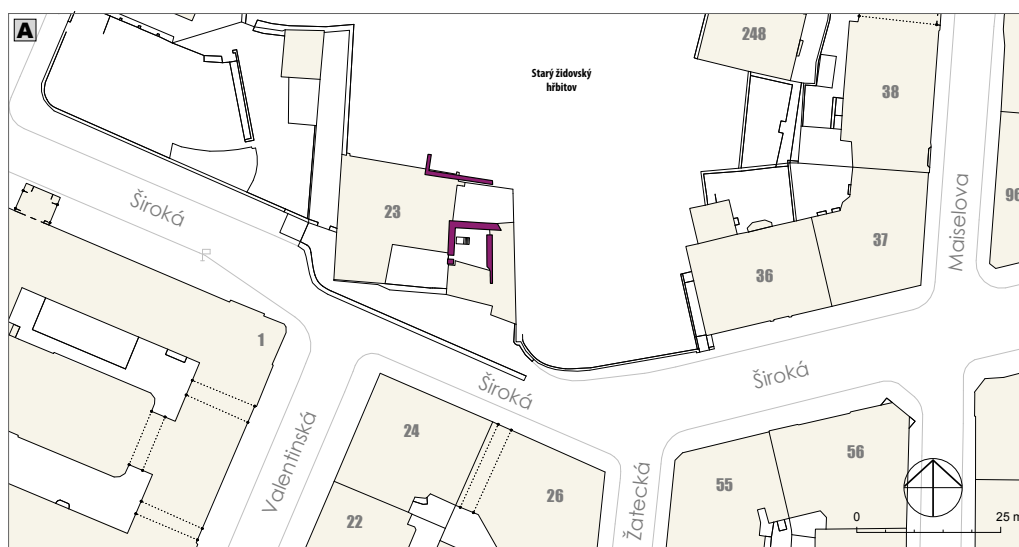 A
248
Starý židovský
hřbitov
38
96
Široká
23
Maiselova
37
36
1
Široká
Široká
24
Valentinská
56
Žatecká
55
26
22
0
25 m